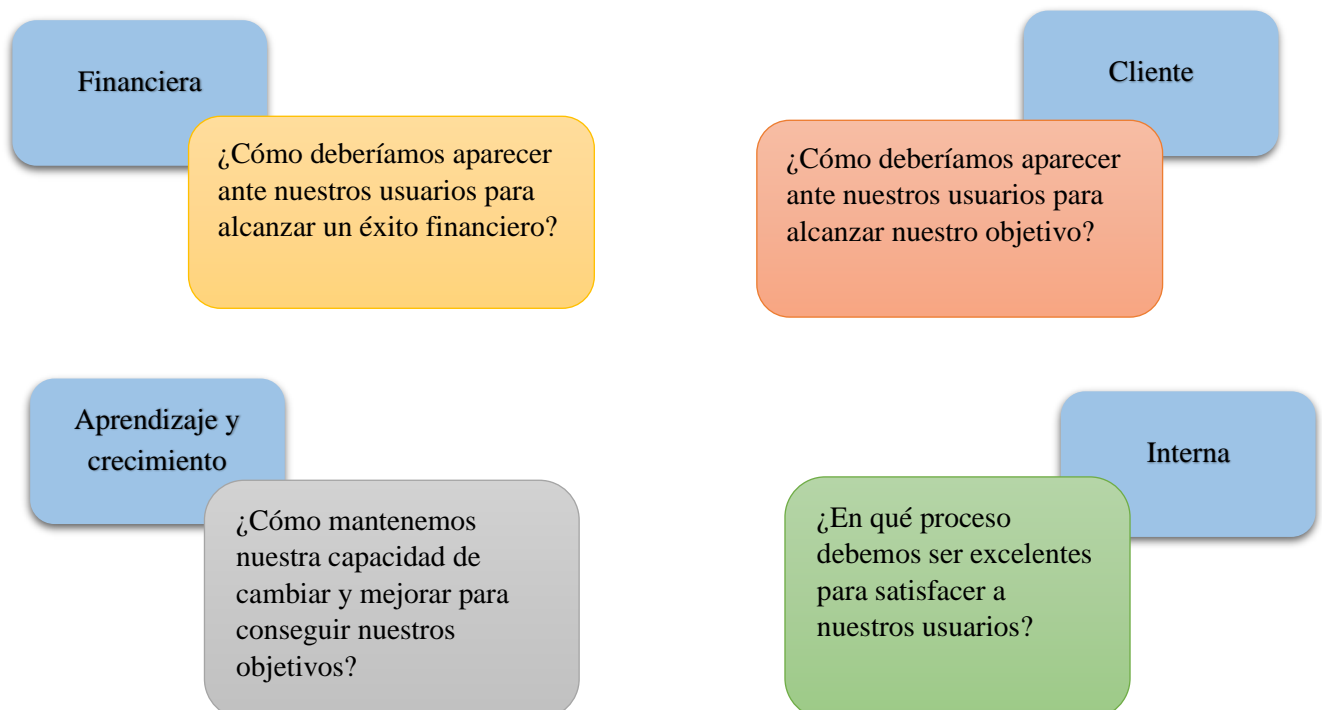 Financiera
¿Cómo deberíamos aparecer
ante nuestros usuarios para
alcanzar un éxito financiero?
Cliente
¿Cómo deberíamos aparecer
ante nuestros usuarios para
alcanzar nuestro objetivo?
Aprendizaje y
crecimiento
¿Cómo mantenemos
nuestra capacidad de
cambiar y mejorar para
conseguir nuestros
objetivos?
Interna
¿En qué proceso
debemos ser excelentes
para satisfacer a
nuestros usuarios?